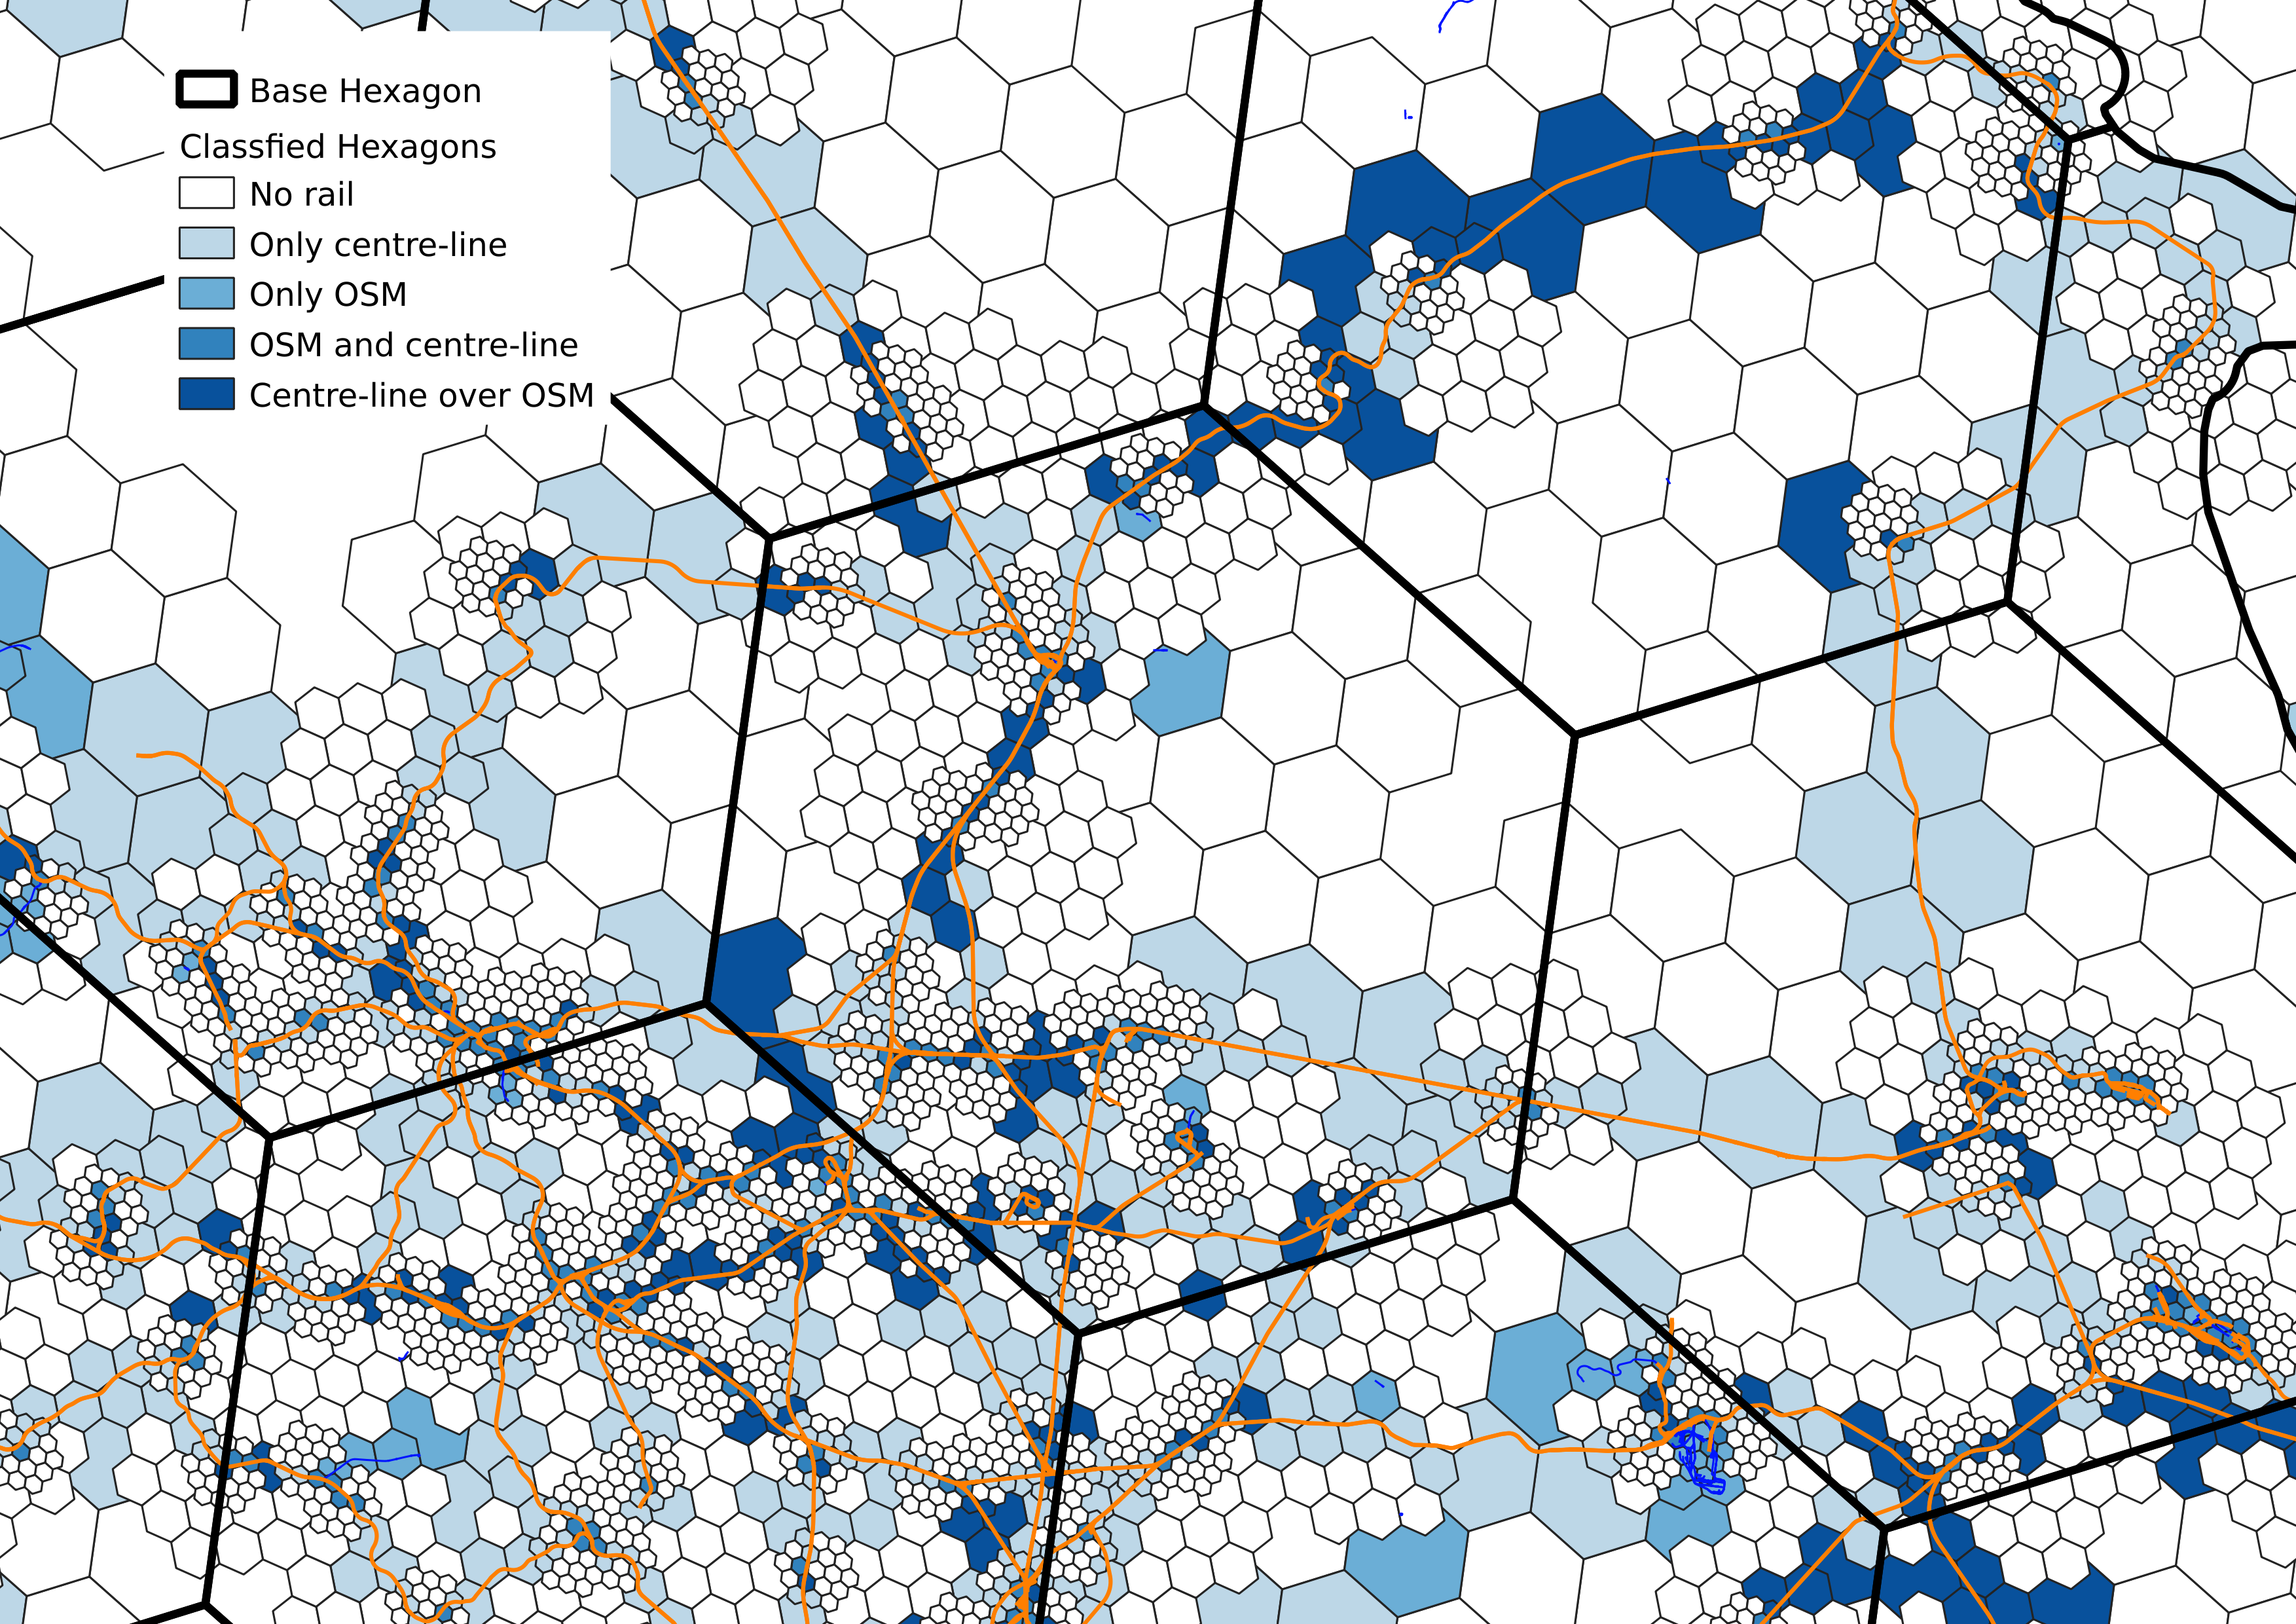 Base Hexagon
Classfied Hexagons
No rail
Only centre-line
Only OSM
OSM and centre-line
Centre-line over OSM